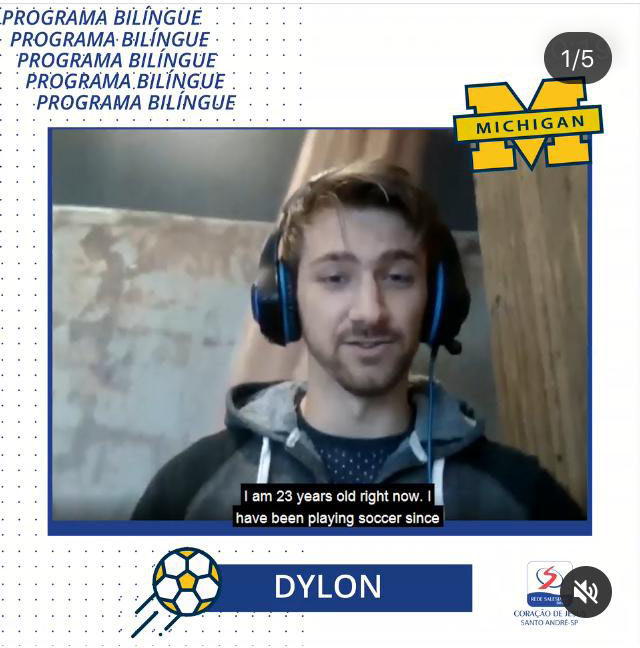 PROGRAMA BILÍNGUE
PROGRAMA BILÍNGUE
PROGRAMA BILÍNGUE
PROGRAMA BILÍNGUE
PROGRAMA BILÍNGUE
1/5
MICHIGAN
I am 23 years old right now. I
have been playing soccer since
DYLON
CORAÇÃO DE
SANTO ANDRÉ-SP